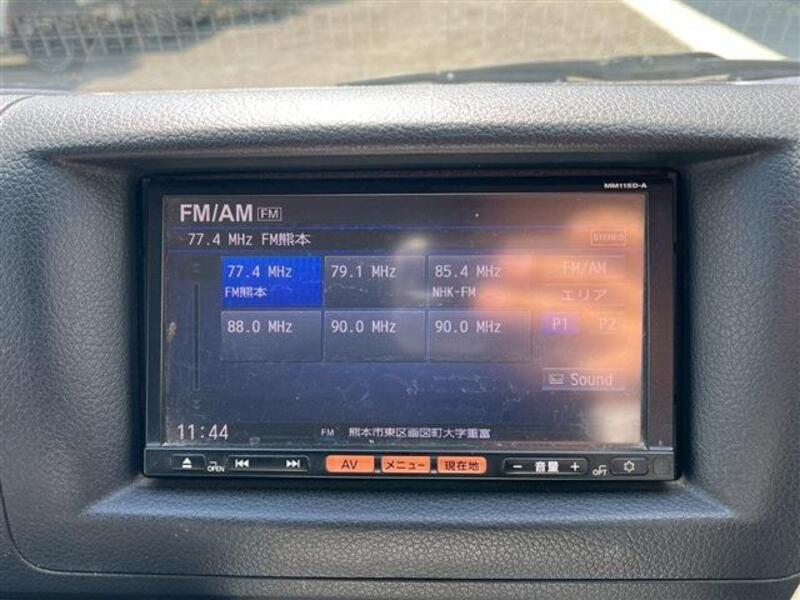 MM115D-A
FM/AM FM
77.4 MHz FM熊本 STEREO
77.4 MHz 79.1 MHz 85.4 MHz FM/AM
FM熊本 NHK-FM エリア
88.0 MHz 90.0 MHz 90.0 MHz P1 P2
Sound
11:44 FM 熊本市東区画図町大字重富
OPEN AV メニュー 現在地 − 音量 + OPT